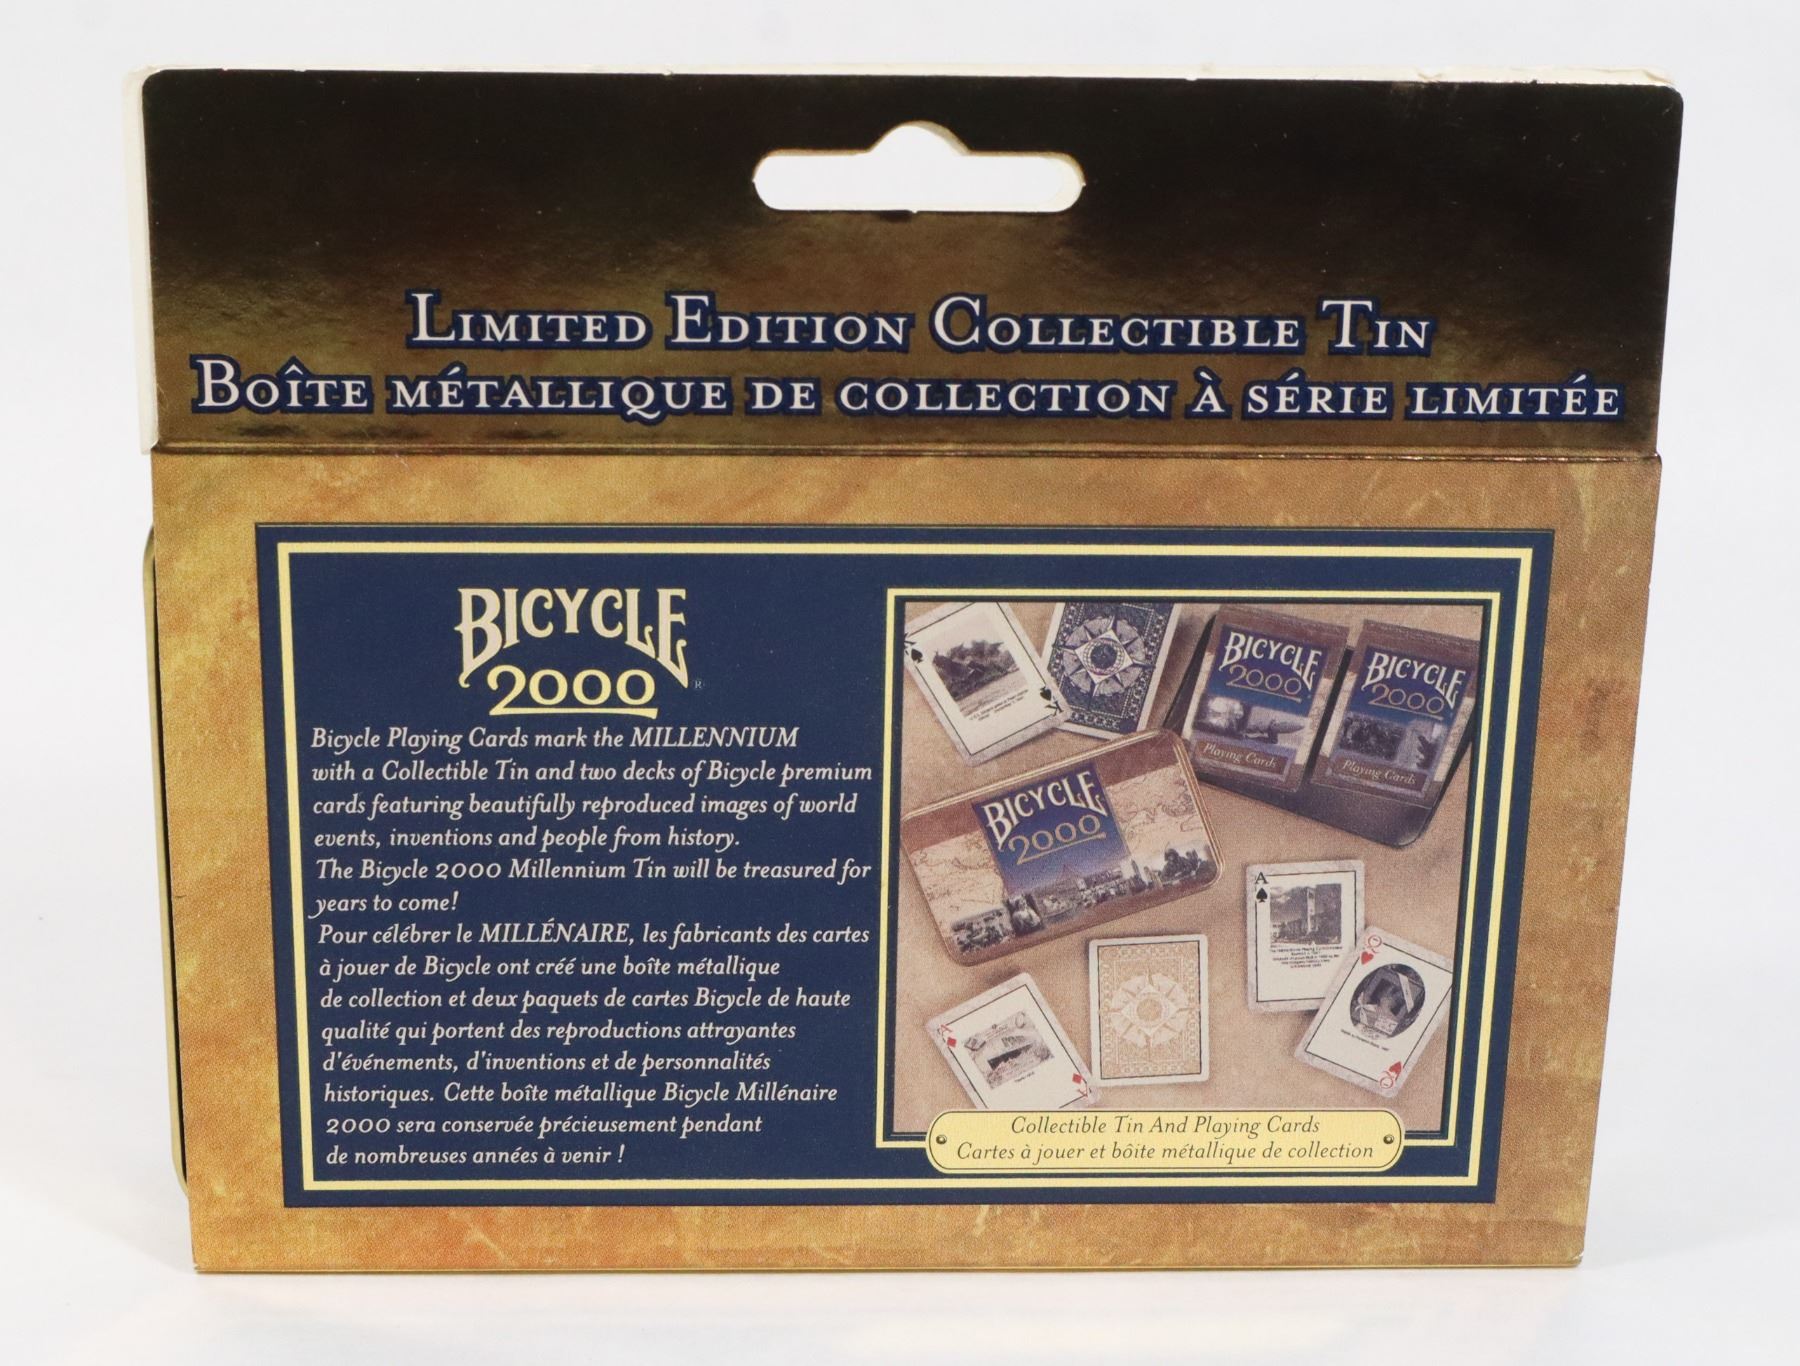 LIMITED EDITION COLLECTIBLE TIN
BOÎTE MÉTALLIQUE DE COLLECTION À SÉRIE LIMITÉE
BICYCLE
2000
®
Bicycle Playing Cards mark the MILLENNIUM
with a Collectible Tin and two decks of Bicycle premium
cards featuring beautifully reproduced images of world
events, inventions and people from history.
The Bicycle 2000 Millennium Tin will be treasured for
years to come!
Pour célébrer le MILLÉNAIRE, les fabricants des cartes
à jouer de Bicycle ont créé une boîte métallique
de collection et deux paquets de cartes Bicycle de haute
qualité qui portent des reproductions attrayantes
d'événements, d'inventions et de personnalités
historiques. Cette boîte métallique Bicycle Millénaire
2000 sera conservée précieusement pendant
de nombreuses années à venir !
K
K
BICYCLE
2000
Playing Cards
BICYCLE
2000
Playing Cards
BICYCLE
2000
A
Q
Q
Collectible Tin And Playing Cards
Cartes à jouer et bôite métallique de collection